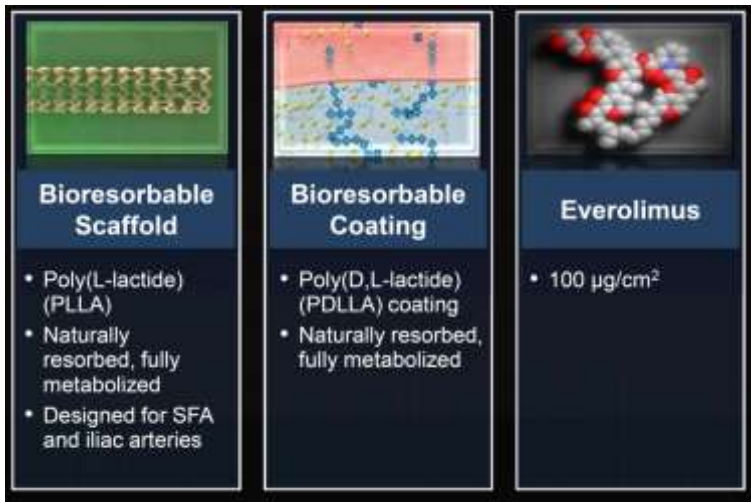 Bioresorbable
Scaffold
• Poly(L-lactide)
(PLLA)
• Naturally
resorbed, fully
metabolized
• Designed for SFA
and iliac arteries
Bioresorbable
Coating
• Poly(D,L-lactide)
(PDLLA) coating
• Naturally resorbed,
fully metabolized
Everolimus
• 100 µg/cm²